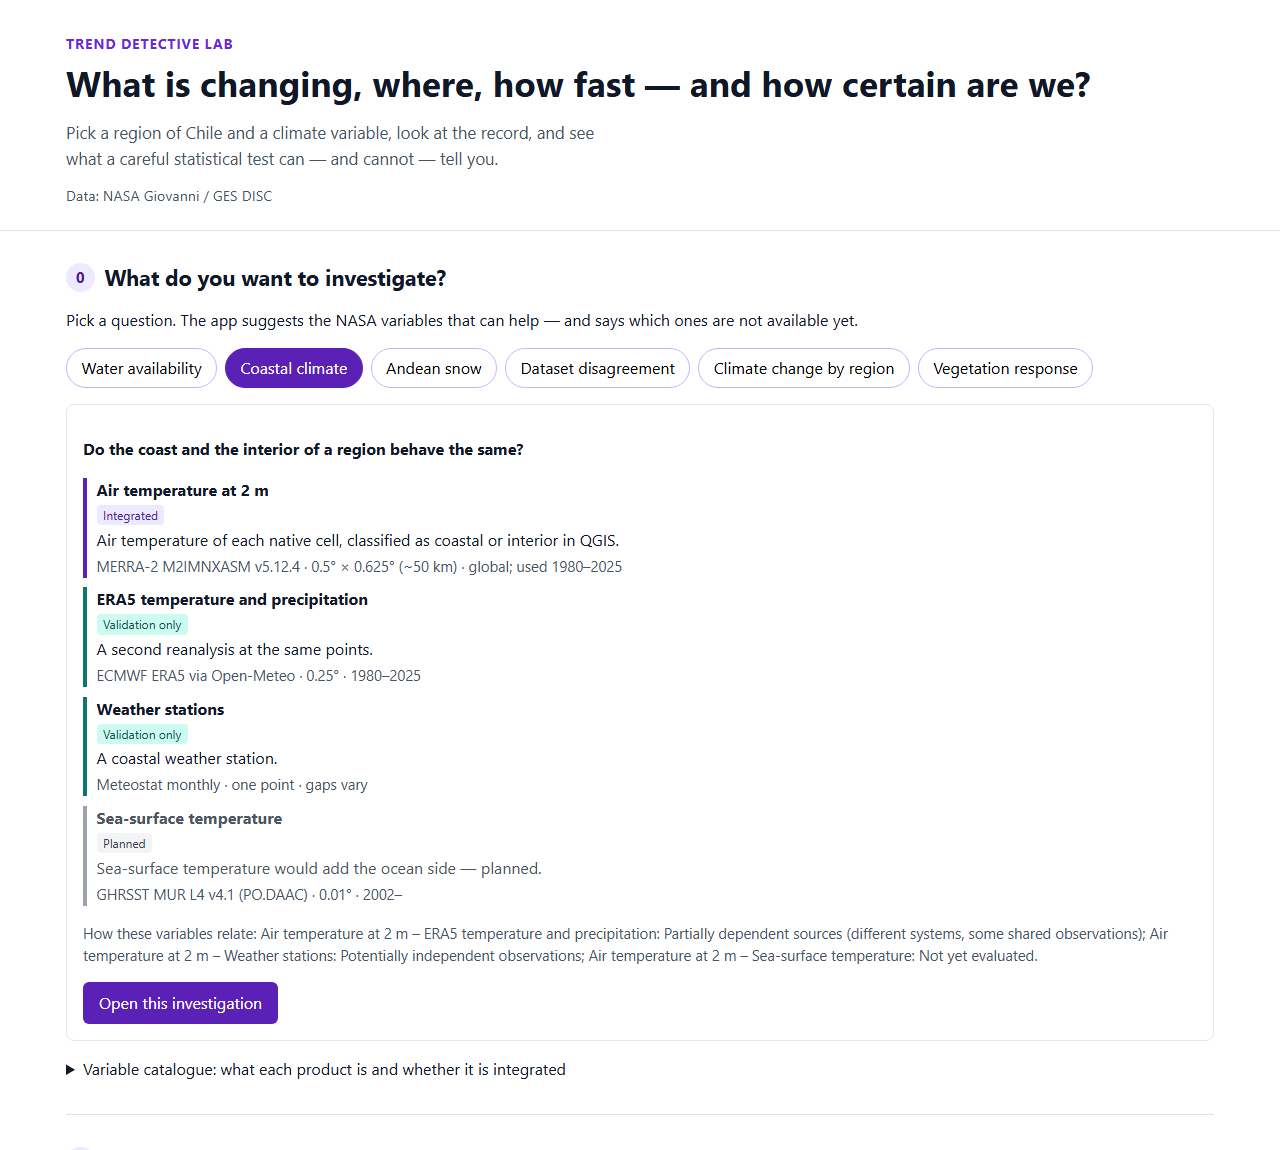 TREND DETECTIVE LAB
What is changing, where, how fast — and how certain are we?
Pick a region of Chile and a climate variable, look at the record, and see
what a careful statistical test can — and cannot — tell you.
Data: NASA Giovanni / GES DISC
0 What do you want to investigate?
Pick a question. The app suggests the NASA variables that can help — and says which ones are not available yet.
Water availability Coastal climate Andean snow Dataset disagreement Climate change by region Vegetation response
Do the coast and the interior of a region behave the same?
Air temperature at 2 m
Integrated
Air temperature of each native cell, classified as coastal or interior in QGIS.
MERRA-2 M2IMNXASM v5.12.4 · 0.5° × 0.625° (~50 km) · global; used 1980–2025
ERA5 temperature and precipitation
Validation only
A second reanalysis at the same points.
ECMWF ERA5 via Open-Meteo · 0.25° · 1980–2025
Weather stations
Validation only
A coastal weather station.
Meteostat monthly · one point · gaps vary
Sea-surface temperature
Planned
Sea-surface temperature would add the ocean side — planned.
GHRSST MUR L4 v4.1 (PO.DAAC) · 0.01° · 2002–
How these variables relate: Air temperature at 2 m – ERA5 temperature and precipitation: Partially dependent sources (different systems, some shared observations); Air
temperature at 2 m – Weather stations: Potentially independent observations; Air temperature at 2 m – Sea-surface temperature: Not yet evaluated.
Open this investigation
Variable catalogue: what each product is and whether it is integrated